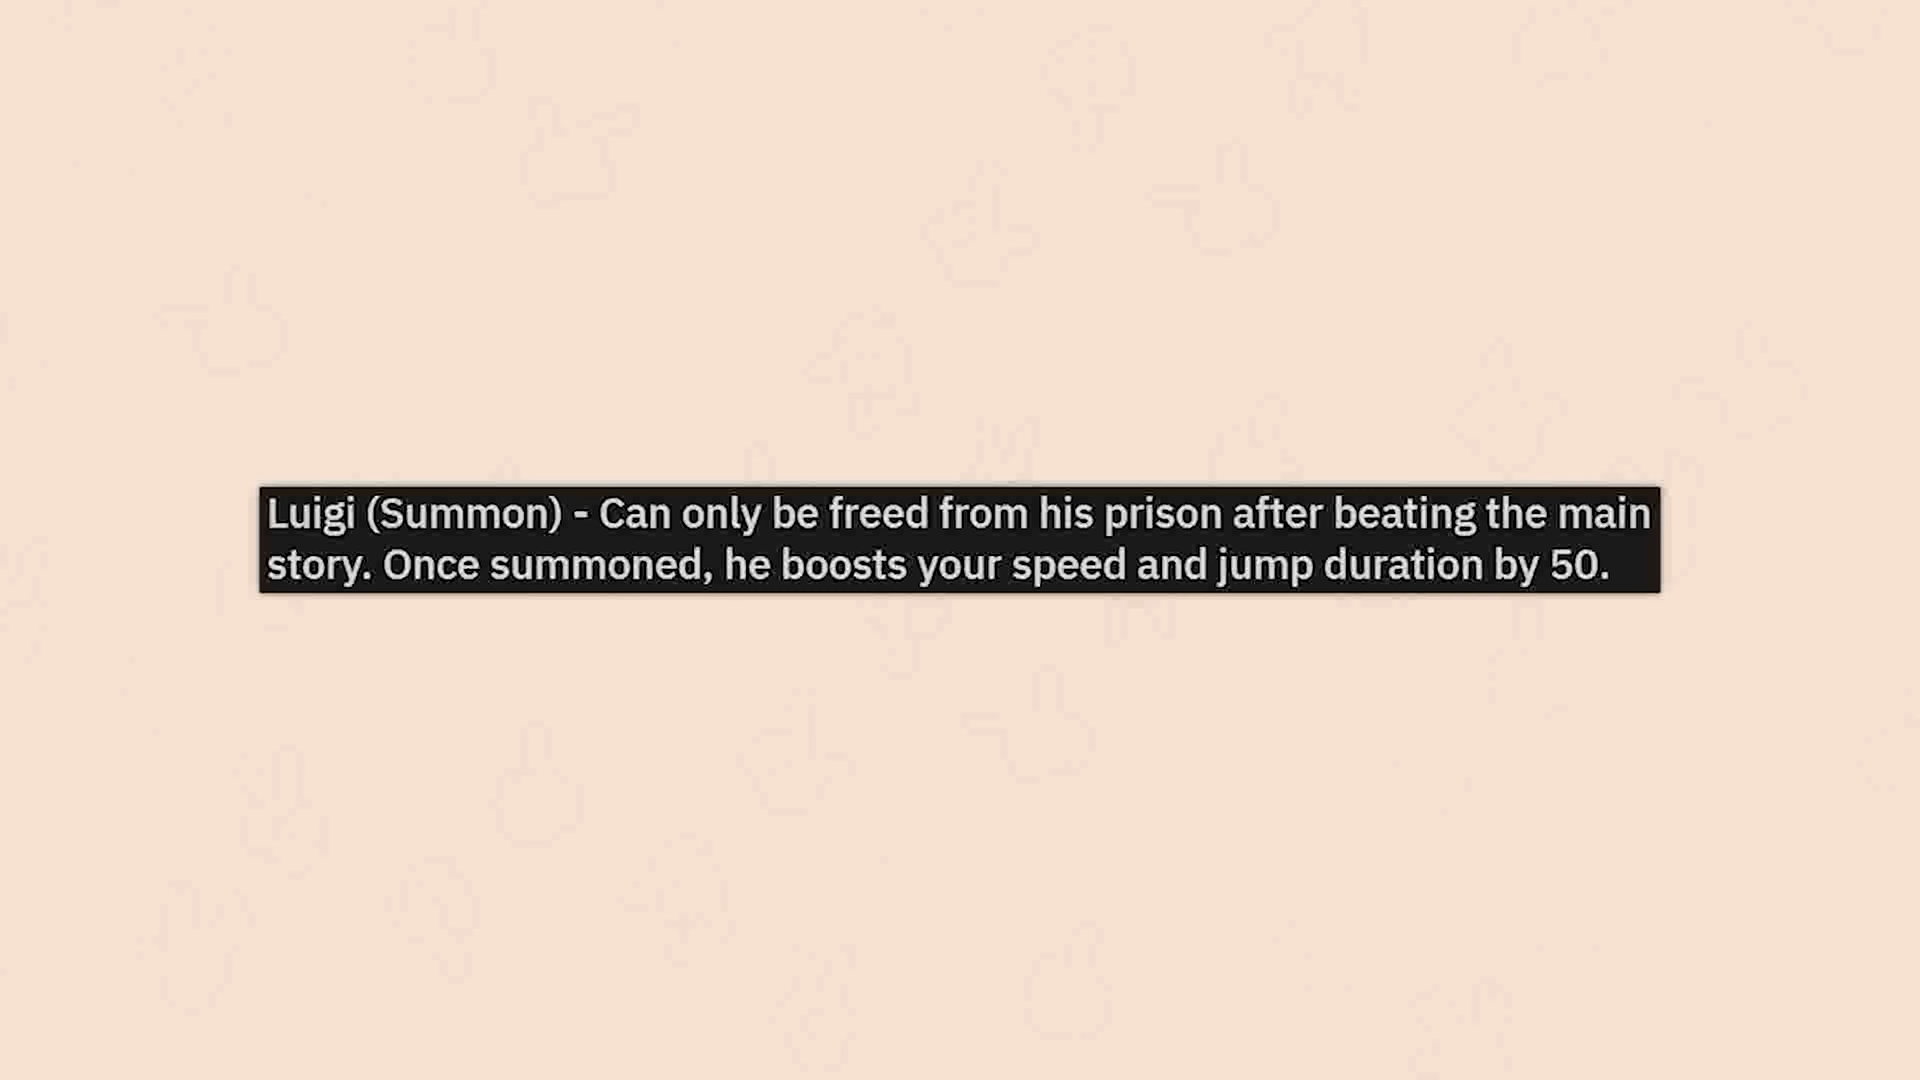 Luigi (Summon) - Can only be freed from his prison after beating the main
story. Once summoned, he boosts your speed and jump duration by 50.